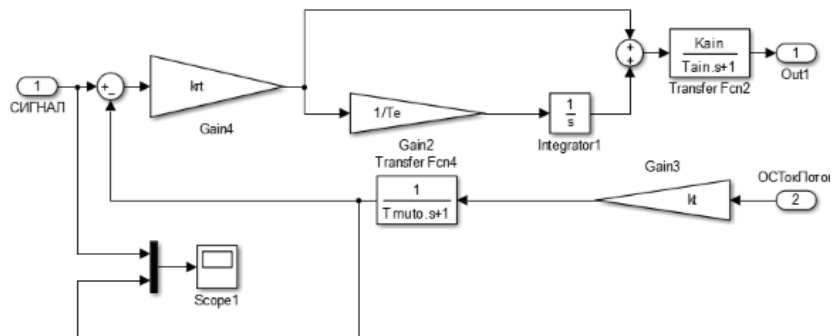 1
СИГНАЛ
+
−
krt
Gain4
1/Te
Gain2
1
s
Integrator1
+
+
Kain
Tain.s+1
Transfer Fcn2
1
Out1
Transfer Fcn4
1
Tmuto.s+1
Gain3
kt
ОСТокПоток
2
Scope1